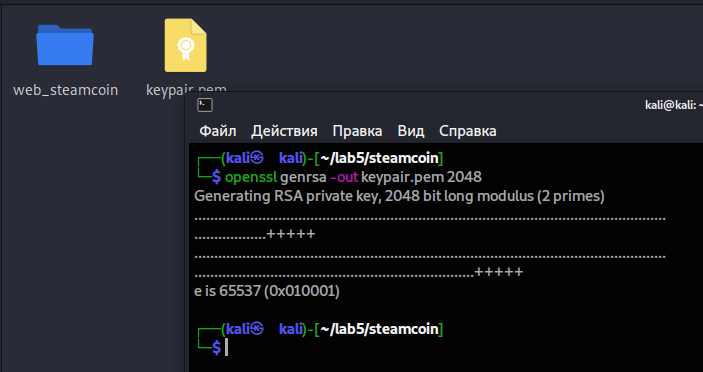 web_steamcoin
keypair.pem
kali@kali: ~
Файл Действия Правка Вид Справка
┌──(kali㉿kali)-[~/lab5/steamcoin]
└─$ openssl genrsa -out keypair.pem 2048
Generating RSA private key, 2048 bit long modulus (2 primes)
......................................................................................................................
..................+++++
......................................................................................................................
......................................................................+++++
e is 65537 (0x010001)
┌──(kali㉿kali)-[~/lab5/steamcoin]
└─$